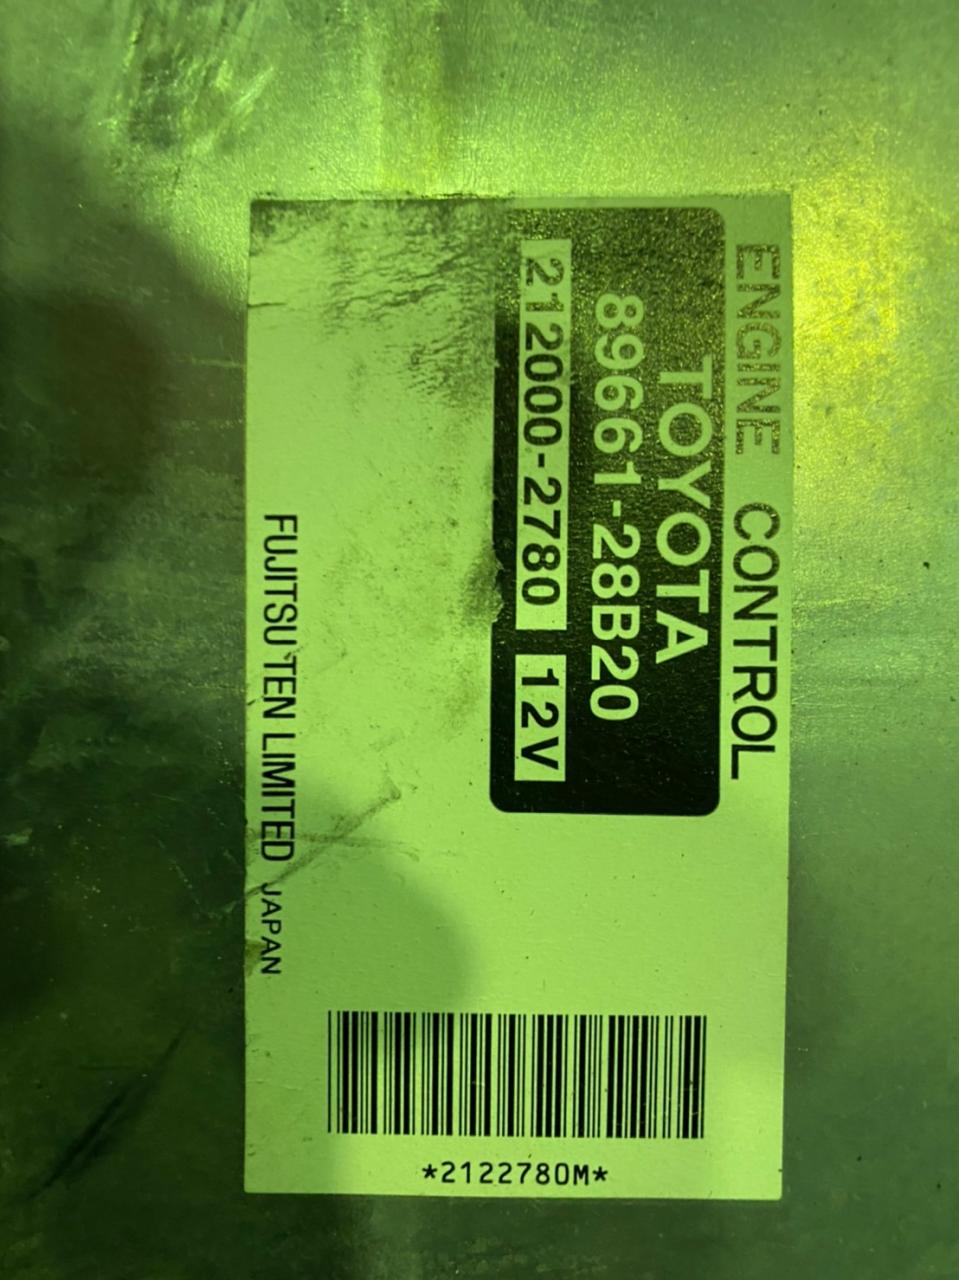 ENGINE CONTROL
TOYOTA
89661-28B20
212000-2780 12V
FUJITSU TEN LIMITED JAPAN
*2122780M*